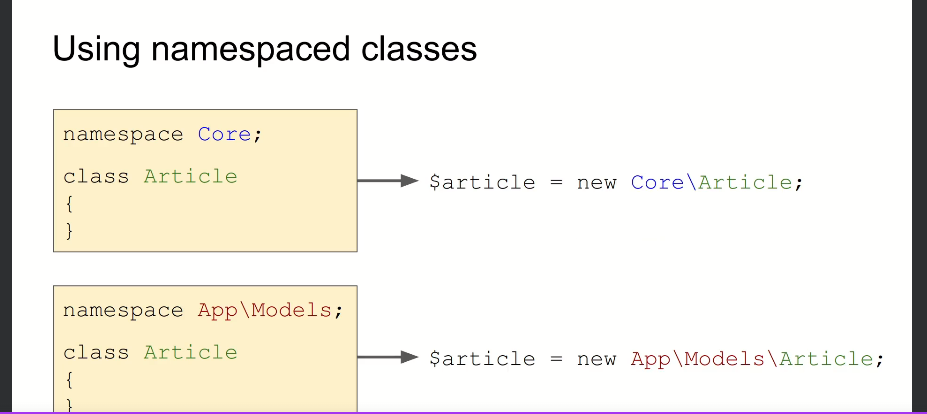 Using namespaced classes
namespace Core;
class Article
{
}
$article = new Core\Article;
namespace App\Models;
class Article
{
}
$article = new App\Models\Article;